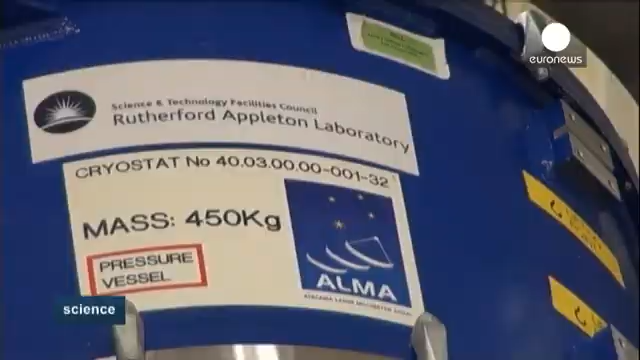 euronews
Science & Technology Facilities Council
Rutherford Appleton Laboratory
CRYOSTAT No 40.03.00.00-001-32
MASS: 450Kg
PRESSURE
VESSEL
ALMA
science